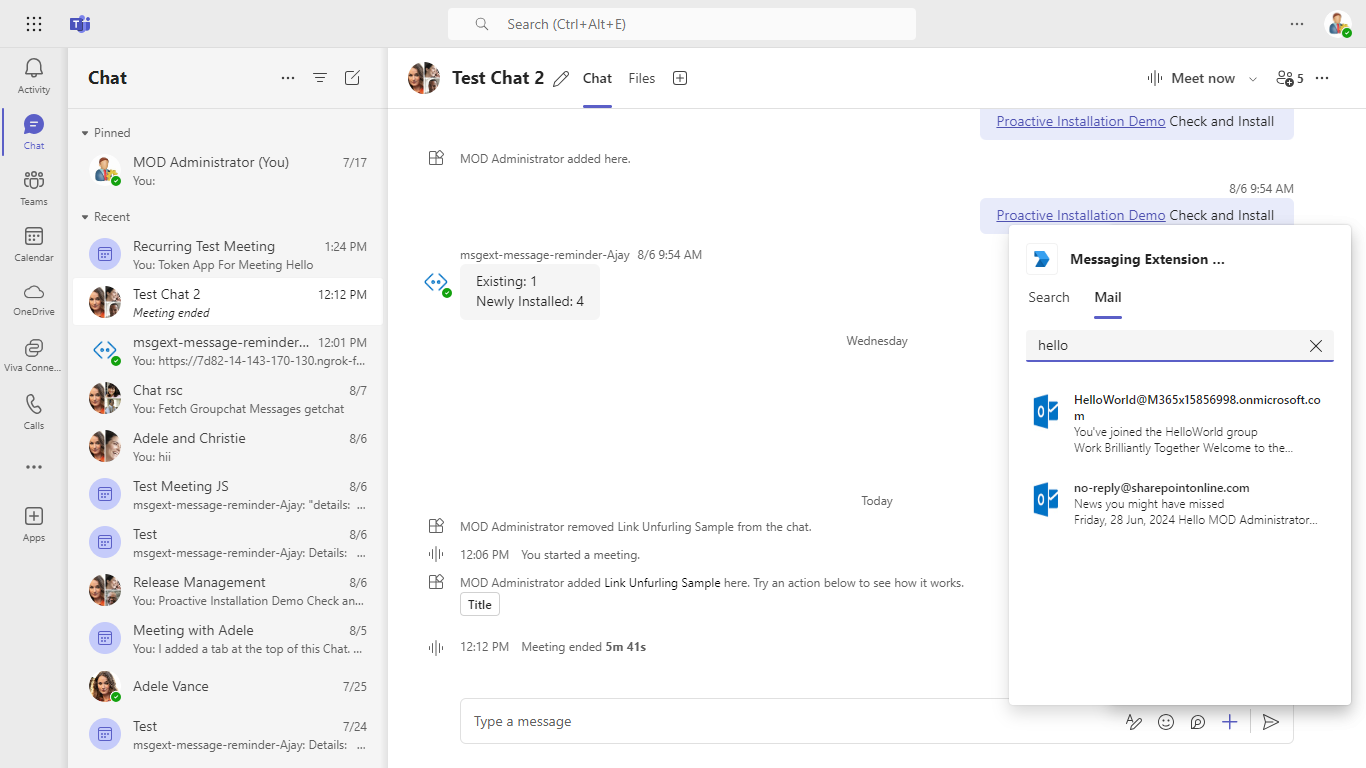 Search (Ctrl+Alt+E)
Activity
Chat
Teams
Calendar
OneDrive
Viva Conne...
Calls
Apps
Chat
Pinned
MOD Administrator (You) 7/17
You:
Recent
Recurring Test Meeting 1:24 PM
You: Token App For Meeting Hello
Test Chat 2 12:12 PM
Meeting ended
msgext-message-reminder... 12:01 PM
You: https://7d82-14-143-170-130.ngrok-f...
Chat rsc 8/7
You: Fetch Groupchat Messages getchat
Adele and Christie 8/6
You: hii
Test Meeting JS 8/6
msgext-message-reminder-Ajay: "details: ...
Test 8/6
msgext-message-reminder-Ajay: Details: ...
Release Management 8/6
You: Proactive Installation Demo Check an...
Meeting with Adele 8/5
You: I added a tab at the top of this Chat. ...
Adele Vance 7/25
Test 7/24
msgext-message-reminder-Ajay: Details: ...
Test Chat 2 Chat Files Meet now 5
Proactive Installation Demo Check and Install
MOD Administrator added here.
8/6 9:54 AM
Proactive Installation Demo Check and Install
msgext-message-reminder-Ajay 8/6 9:54 AM
Existing: 1
Newly Installed: 4
Wednesday
Today
MOD Administrator removed Link Unfurling Sample from the chat.
12:06 PM You started a meeting.
MOD Administrator added Link Unfurling Sample here. Try an action below to see how it works.
Title
12:12 PM Meeting ended 5m 41s
Type a message
Messaging Extension ...
Search Mail
hello
HelloWorld@M365x15856998.onmicrosoft.co
m
You've joined the HelloWorld group
Work Brilliantly Together Welcome to the...
no-reply@sharepointonline.com
News you might have missed
Friday, 28 Jun, 2024 Hello MOD Administrator...